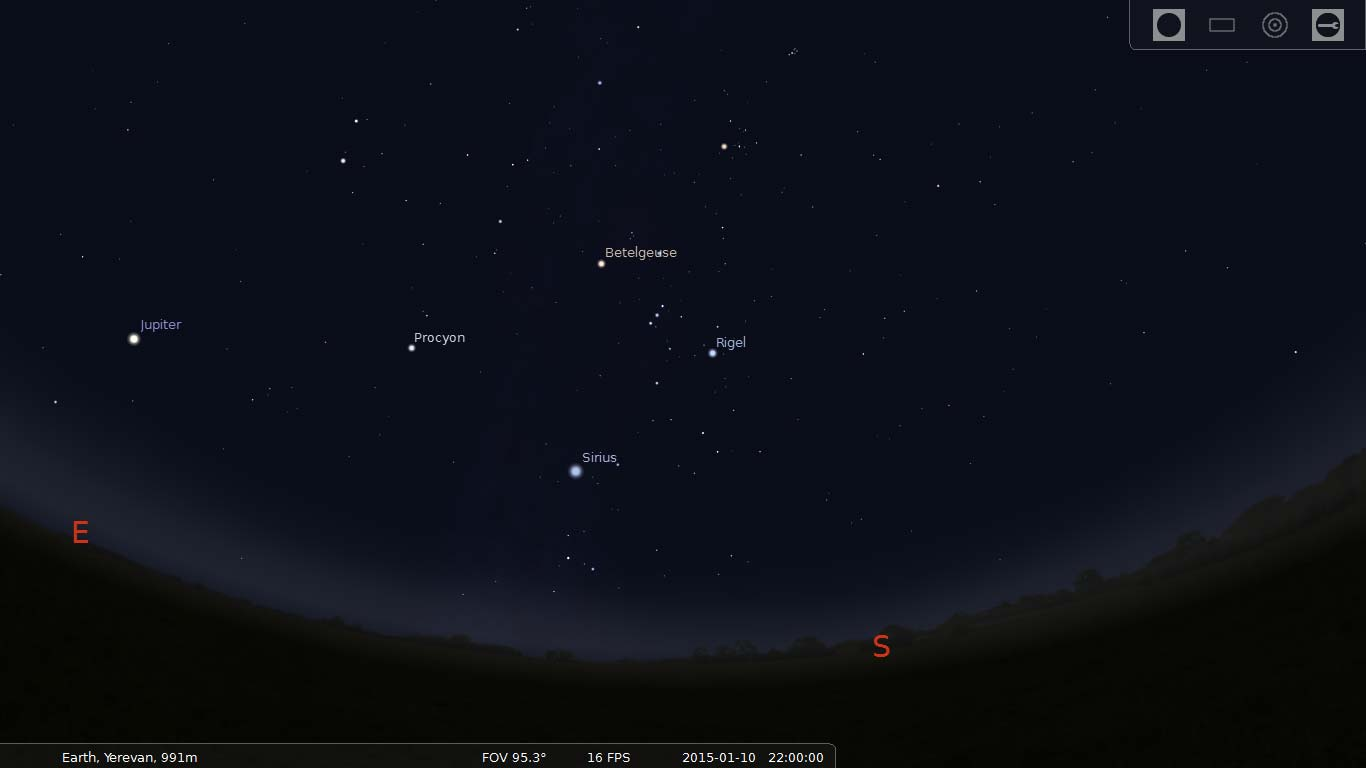 Betelgeuse
Jupiter
Procyon
Rigel
Sirius
E
S
Earth, Yerevan, 991m FOV 95.3° 16 FPS 2015-01-10 22:00:00